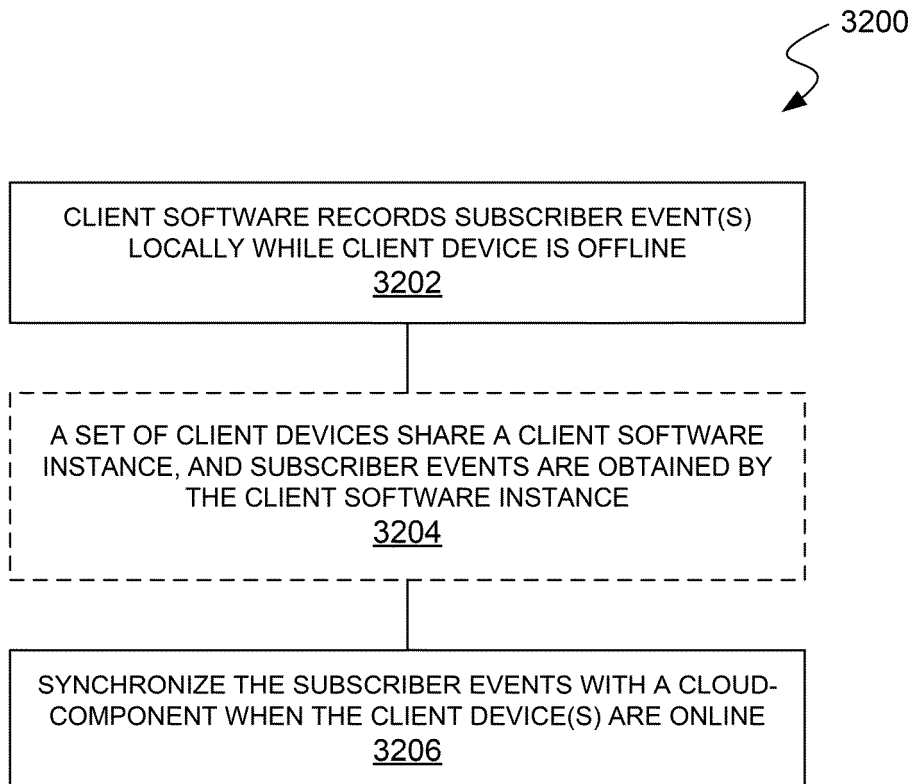 3200
CLIENT SOFTWARE RECORDS SUBSCRIBER EVENT(S)
LOCALLY WHILE CLIENT DEVICE IS OFFLINE
3202
A SET OF CLIENT DEVICES SHARE A CLIENT SOFTWARE
INSTANCE, AND SUBSCRIBER EVENTS ARE OBTAINED BY
THE CLIENT SOFTWARE INSTANCE
3204
SYNCHRONIZE THE SUBSCRIBER EVENTS WITH A CLOUD-
COMPONENT WHEN THE CLIENT DEVICE(S) ARE ONLINE
3206